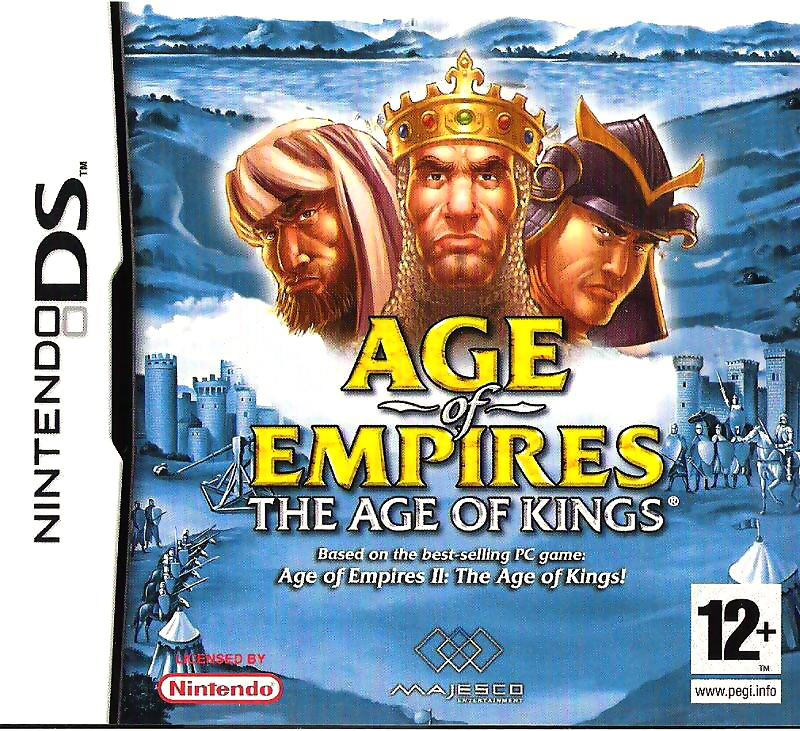 NINTENDO DS™
AGE
of
EMPIRES
THE AGE OF KINGS®
Based on the best-selling PC game:
Age of Empires II: The Age of Kings!
LICENSED BY
Nintendo
MAJESCO
ENTERTAINMENT
12+
TM
www.pegi.info